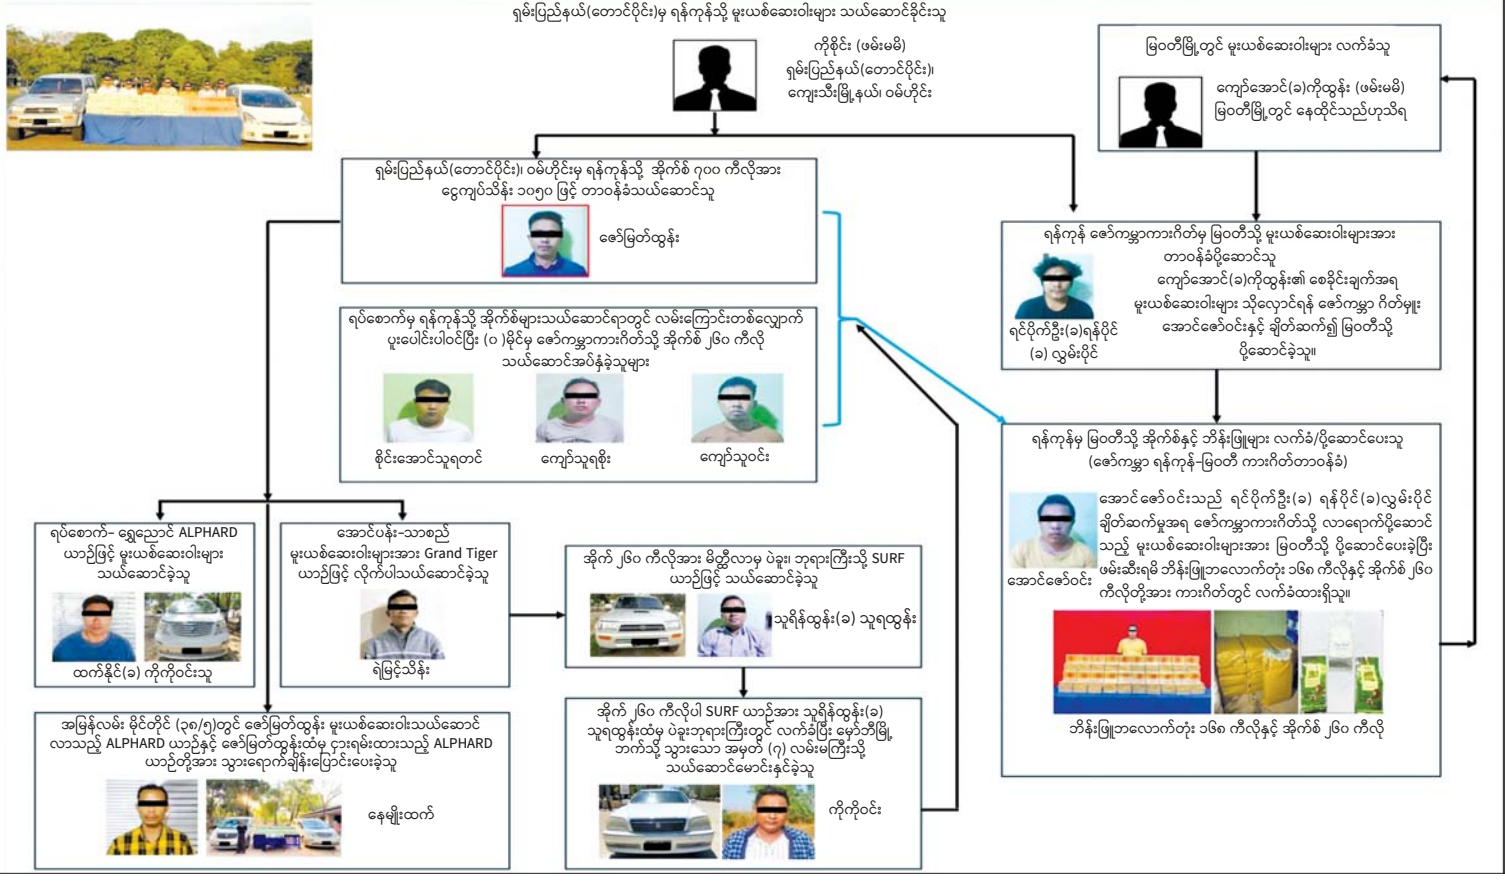 ရှမ်းပြည်နယ်(တောင်ပိုင်း)မှ ရန်ကုန်သို့ မူးယစ်ဆေးဝါးများ သယ်ဆောင်ခိုင်းသူ
ကိုစိုင်း (ဖမ်းမမိ)
ရှမ်းပြည်နယ်(တောင်ပိုင်း)၊
ကျေးသီးမြို့နယ်၊ ဝမ်ဟိုင်း
မြဝတီမြို့တွင် မူးယစ်ဆေးဝါးများ လက်ခံသူ
ကျော်အောင်(ခ)ကိုထွန်း (ဖမ်းမမိ)
မြဝတီမြို့တွင် နေထိုင်သည်ဟုသိရ
ရှမ်းပြည်နယ်(တောင်ပိုင်း)၊ ဝမ်ဟိုင်းမှ ရန်ကုန်သို့ အိုက်စ် ၇၀၀ ကီလိုအား
ငွေကျပ်သိန်း ၁၀၅၀ ဖြင့် တာဝန်ခံသယ်ဆောင်သူ
ဇော်မြတ်ထွန်း
ရန်ကုန် ဇော်ကမ္ဘာကားဂိတ်မှ မြဝတီသို့ မူးယစ်ဆေးဝါးများအား
တာဝန်ခံပို့ဆောင်သူ
ကျော်အောင်(ခ)ကိုထွန်း၏ စေခိုင်းချက်အရ
မူးယစ်ဆေးဝါးများ သိုလှောင်ရန် ဇော်ကမ္ဘာ ဂိတ်မှူး
အောင်ဇော်ဝင်းနှင့် ချိတ်ဆက်၍ မြဝတီသို့
ပို့ဆောင်ခဲ့သူ။
ရင်ပိုက်ဦး(ခ)ရန်ပိုင်
(ခ) လွှမ်းပိုင်
ရပ်စောက်မှ ရန်ကုန်သို့ အိုက်စ်များသယ်ဆောင်ရာတွင် လမ်းကြောင်းတစ်လျှောက်
ပူးပေါင်းပါဝင်ပြီး (၀ )မိုင်မှ ဇော်ကမ္ဘာကားဂိတ်သို့ အိုက်စ် ၂၆၀ ကီလို
သယ်ဆောင်အပ်နှံခဲ့သူများ
စိုင်းအောင်သူရတင်
ကျော်သူရစိုး
ကျော်သူဝင်း
ရန်ကုန်မှ မြဝတီသို့ အိုက်စ်နှင့် ဘိန်းဖြူများ လက်ခံ/ပို့ဆောင်ပေးသူ
(ဇော်ကမ္ဘာ ရန်ကုန်–မြဝတီ ကားဂိတ်တာဝန်ခံ)
အောင်ဇော်ဝင်းသည် ရင်ပိုက်ဦး(ခ) ရန်ပိုင်(ခ)လွှမ်းပိုင်
ချိတ်ဆက်မှုအရ ဇော်ကမ္ဘာကားဂိတ်သို့ လာရောက်ပို့ဆောင်
သည့် မူးယစ်ဆေးဝါးများအား မြဝတီသို့ ပို့ဆောင်ပေးခဲ့ပြီး
ဖမ်းဆီးရမိ ဘိန်းဖြူဘလောက်တုံး ၁၆၈ ကီလိုနှင့် အိုက်စ် ၂၆၀
ကီလိုတို့အား ကားဂိတ်တွင် လက်ခံထားရှိသူ။
အောင်ဇော်ဝင်း
ဘိန်းဖြူဘလောက်တုံး ၁၆၈ ကီလိုနှင့် အိုက်စ် ၂၆၀ ကီလို
ရပ်စောက်– ရွှေညောင် ALPHARD
ယာဉ်ဖြင့် မူးယစ်ဆေးဝါးများ
သယ်ဆောင်ခဲ့သူ
ထက်နိုင်(ခ) ကိုကိုဝင်းသူ
အောင်ပန်း–သာစည်
မူးယစ်ဆေးဝါးများအား Grand Tiger
ယာဉ်ဖြင့် လိုက်ပါသယ်ဆောင်ခဲ့သူ
ရဲမြင့်သိန်း
အိုက် ၂၆၀ ကီလိုအား မိတ္ထီလာမှ ပဲခူး၊ ဘုရားကြီးသို့ SURF
ယာဉ်ဖြင့် သယ်ဆောင်ခဲ့သူ
သူရိန်ထွန်း(ခ) သူရထွန်း
အမြန်လမ်း မိုင်တိုင် (၃၈/၅)တွင် ဇော်မြတ်ထွန်း မူးယစ်ဆေးဝါးသယ်ဆောင်
လာသည့် ALPHARD ယာဉ်နှင့် ဇော်မြတ်ထွန်းထံမှ ငှားရမ်းထားသည့် ALPHARD
ယာဉ်တို့အား သွားရောက်ချိန်းပြောင်းပေးခဲ့သူ
နေမျိုးထက်
အိုက် ၂၆၀ ကီလိုပါ SURF ယာဉ်အား သူရိန်ထွန်း(ခ)
သူရထွန်းထံမှ ပဲခူးဘုရားကြီးတွင် လက်ခံပြီး မှော်ဘီမြို့
ဘက်သို့ သွားသော အမှတ် (၇) လမ်းမကြီးသို့
သယ်ဆောင်မောင်းနှင်ခဲ့သူ
ကိုကိုဝင်း